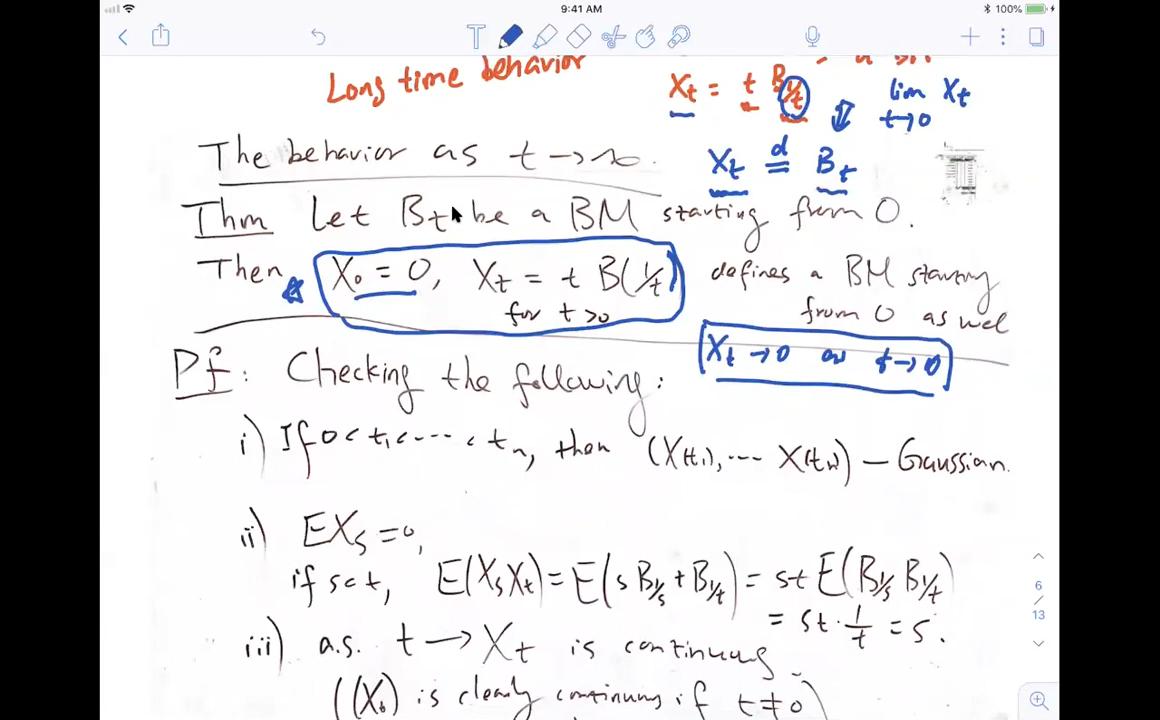 9:41 AM
100%
Long time behavior
X_t = t B_{1/t}
lim X_t
t→0
The behavior as t→∞.
X_t =^d B_t
Thm Let B_t be a BM starting from 0.
Then X_0 = 0, X_t = t B(1/t) defines a BM starting
for t>0
from 0 as well
X_t →0 as t→0
Pf: Checking the following:
i) If 0<t_1<⋯<t_n, then (X(t_1),⋯ X(t_n)) — Gaussian.
ii) EX_s=0,
if s<t, E(X_s X_t) = E(s B_{1/s} t B_{1/t}) = st E(B_{1/s} B_{1/t})
= st·1/t = s.
iii) a.s. t → X_t is continuous
((X_t) is clearly continuous if t≠0)
6
/
13